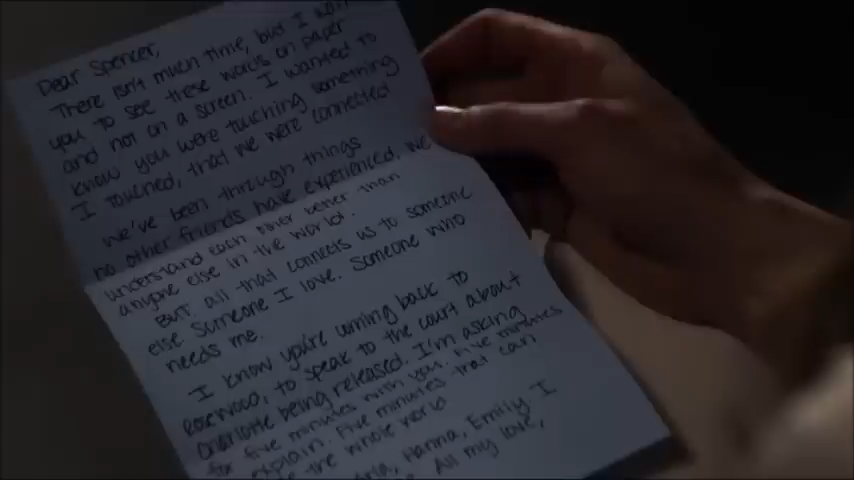 Dear Spencer,
There isn't much time, but I
you to see these words on paper
and not on a screen. I wanted to
know you were touching something
I touched, that we were connected
We've been through things
no other friends have experienced. We
understand each other better than
anyone else in the world.
But, all that connects us to someone
else. Someone I love. Someone who
needs me.
I know you're coming back to
Rosewood, to speak to the court about
Charlotte being released. I'm asking
for five minutes with you. Five minutes
explain. Five minutes that can
the whole world
Hanna, Emily. I
All my love,